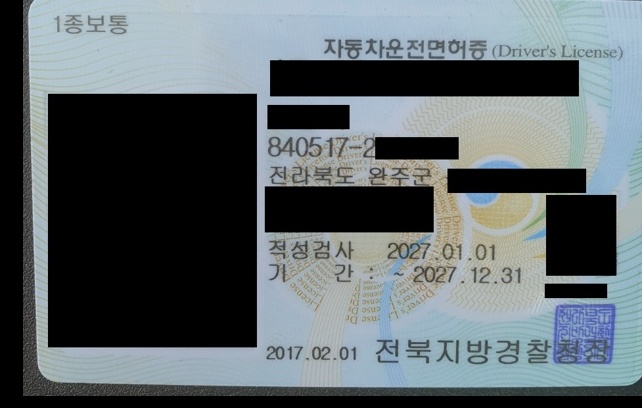 1종보통
자동차운전면허증 (Driver's License)
840517-2
전라북도 완주군
적성검사 2027.01.01
기 간 : ~ 2027.12.31
2017.02.01 전북지방경찰청장